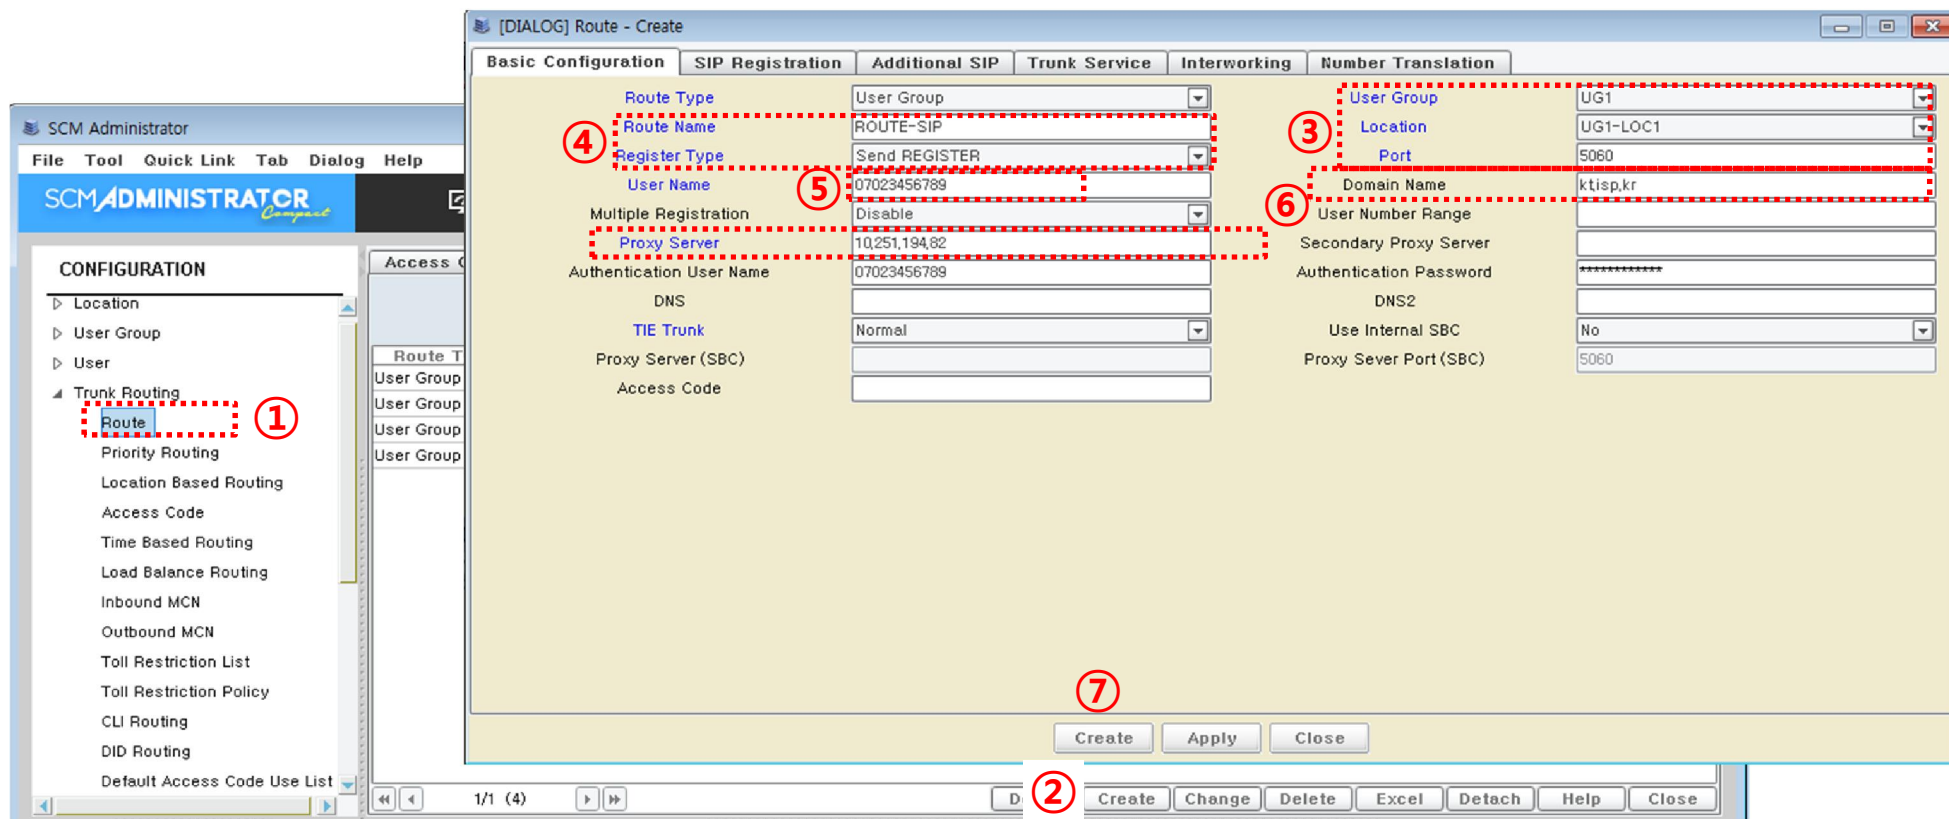 [DIALOG] Route - Create
Basic Configuration SIP Registration Additional SIP Trunk Service Interworking Number Translation
Route Type User Group User Group UG1
④ Route Name ROUTE-SIP ③ Location UG1-LOC1
Register Type Send REGISTER Port 5060
User Name ⑤ 07023456789 Domain Name ktisp,kr
Multiple Registration Disable ⑥ User Number Range
Proxy Server 10,251,194,82 Secondary Proxy Server
Authentication User Name 07023456789 Authentication Password ************
DNS DNS2
TIE Trunk Normal Use Internal SBC No
Proxy Server (SBC) Proxy Sever Port (SBC) 5060
Access Code
⑦
Create Apply Close
SCM Administrator
File Tool Quick Link Tab Dialog Help
SCMADMINISTRATOR
Compact
CONFIGURATION
Location
User Group
User
Trunk Routing
Route ①
Priority Routing
Location Based Routing
Access Code
Time Based Routing
Load Balance Routing
Inbound MCN
Outbound MCN
Toll Restriction List
Toll Restriction Policy
CLI Routing
DID Routing
Default Access Code Use List
Access
Route T
User Group
User Group
User Group
User Group
1/1 (4) ② Create Change Delete Excel Detach Help Close